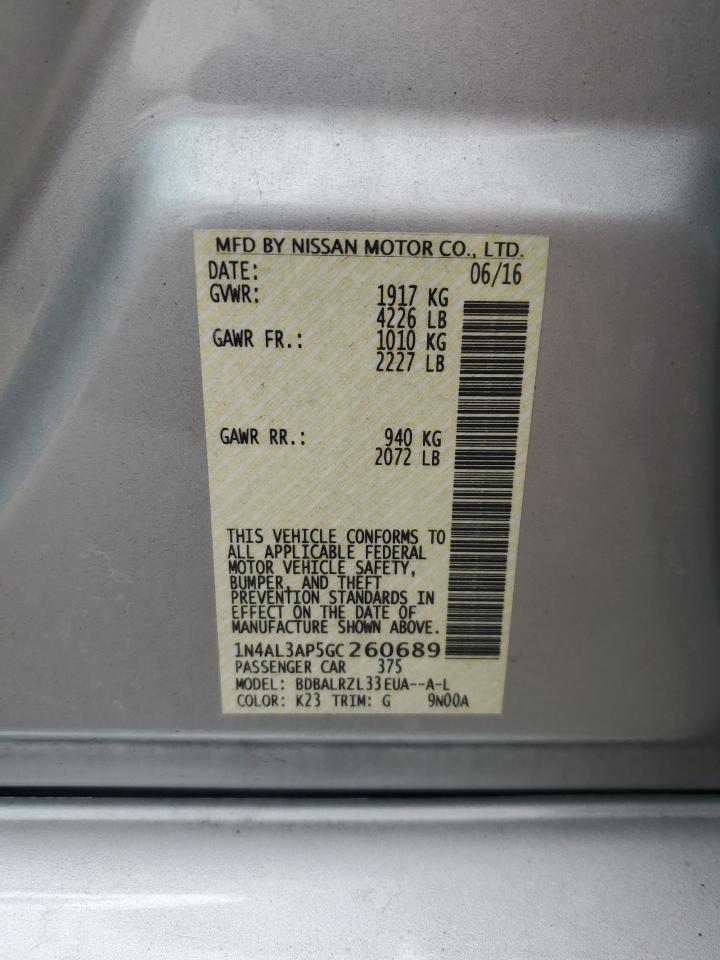 MFD BY NISSAN MOTOR CO., LTD.
DATE: 06/16
GVWR: 1917 KG
4226 LB
GAWR FR.: 1010 KG
2227 LB
GAWR RR.: 940 KG
2072 LB
THIS VEHICLE CONFORMS TO
ALL APPLICABLE FEDERAL
MOTOR VEHICLE SAFETY,
BUMPER, AND THEFT
PREVENTION STANDARDS IN
EFFECT ON THE DATE OF
MANUFACTURE SHOWN ABOVE.
1N4AL3AP5GC260689
PASSENGER CAR 375
MODEL: BDBALRZL33EUA--A-L
COLOR: K23 TRIM: G 9N00A